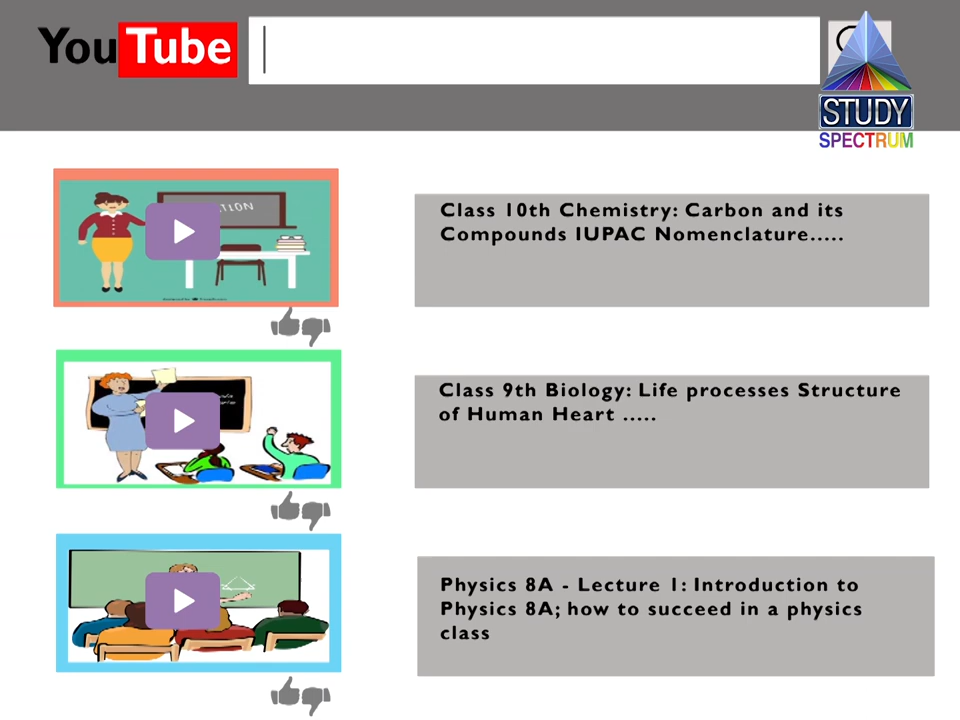 YouTube
STUDY
SPECTRUM
Class 10th Chemistry: Carbon and its
Compounds IUPAC Nomenclature.....
Class 9th Biology: Life processes Structure
of Human Heart .....
Physics 8A - Lecture 1: Introduction to
Physics 8A; how to succeed in a physics
class